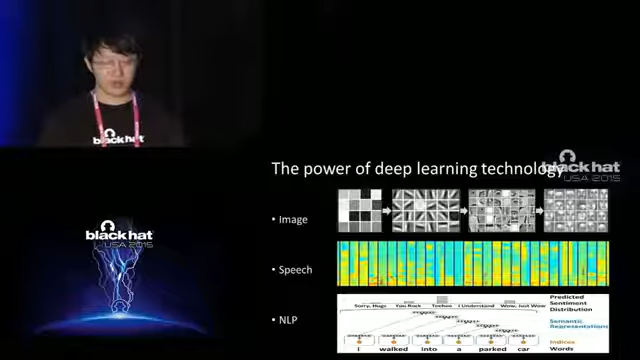 black hat
The power of deep learning technology
black hat
USA 2015
• Image
black hat
USA 2015
• Speech
• NLP
Predicted
Sentiment
Distribution
Sorry, Hugs You Rock Teehee I Understand Wow, Just Wow
Semantic
Representations
Indices
I walked into a parked car Words